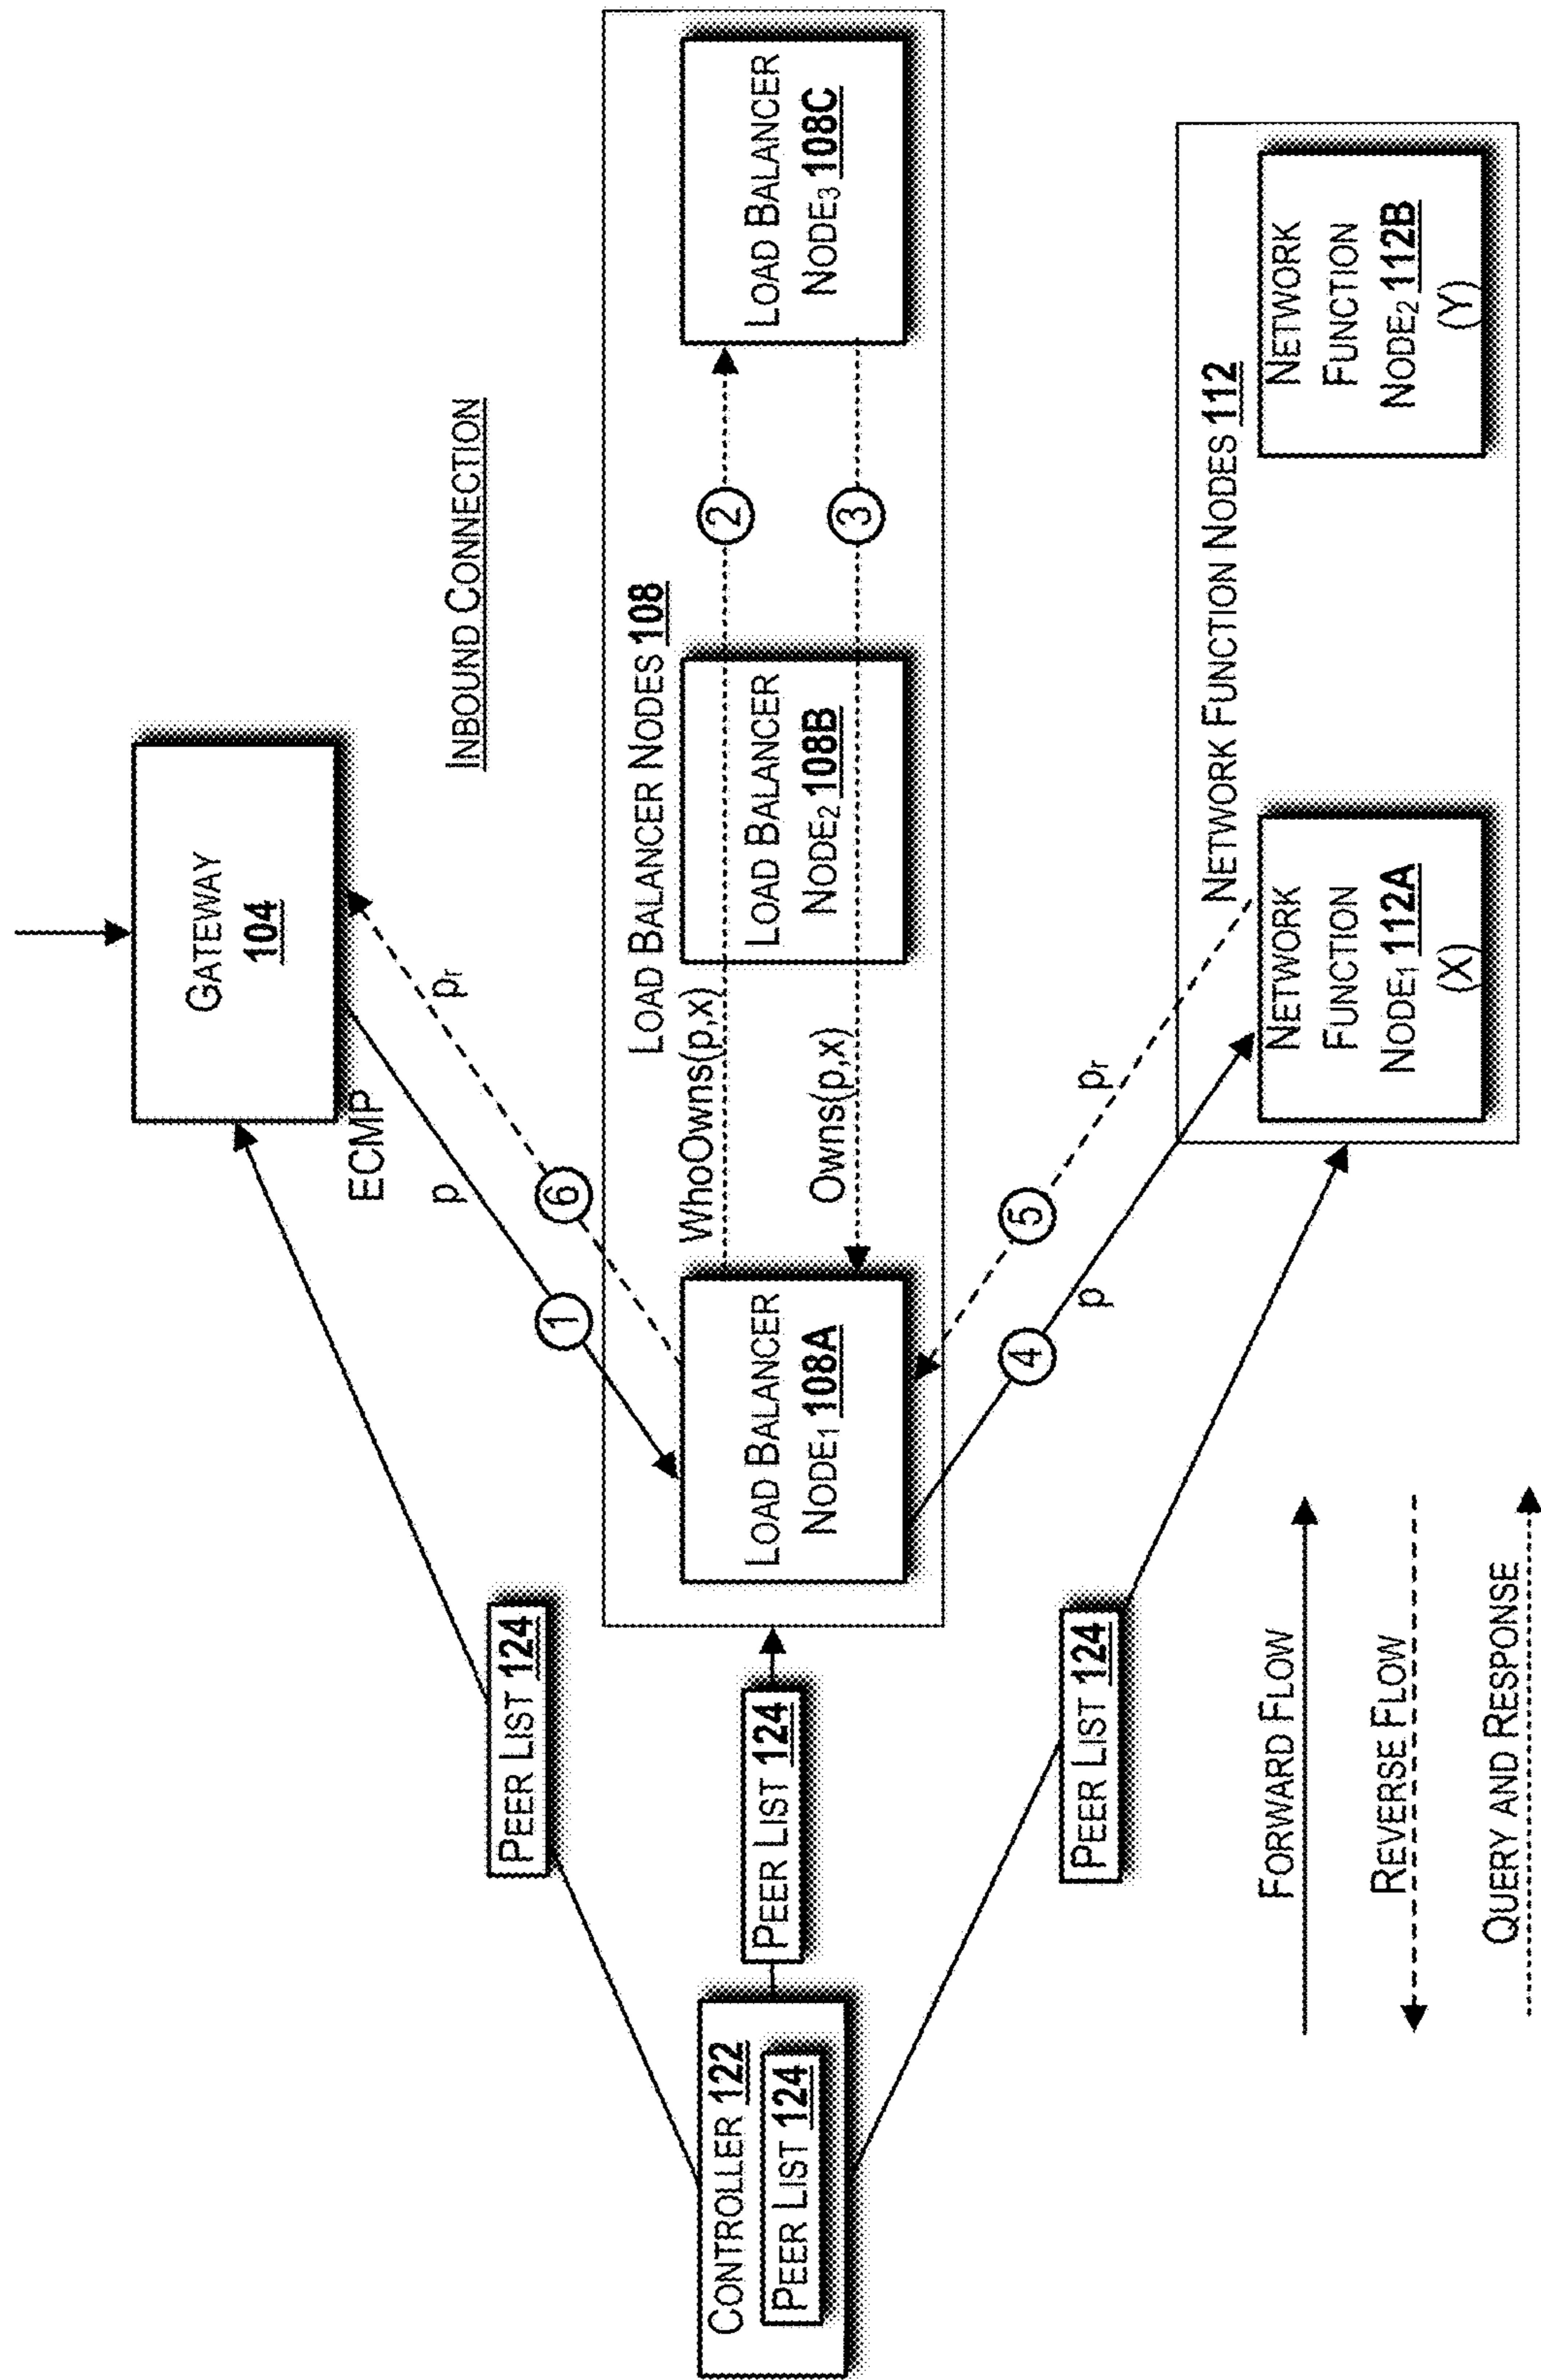 GATEWAY
104
INBOUND CONNECTION
ECMP
p
pr
1
6
PEER LIST 124
LOAD BALANCER NODES 108
CONTROLLER 122
PEER LIST 124
PEER LIST 124
LOAD BALANCER
NODE1 108A
WhoOwns(p,x)
2
LOAD BALANCER
NODE2 108B
Owns(p,x)
3
LOAD BALANCER
NODE3 108C
4
5
p
pr
PEER LIST 124
NETWORK FUNCTION NODES 112
NETWORK
FUNCTION
NODE1 112A
(X)
NETWORK
FUNCTION
NODE2 112B
(Y)
FORWARD FLOW
REVERSE FLOW
QUERY AND RESPONSE